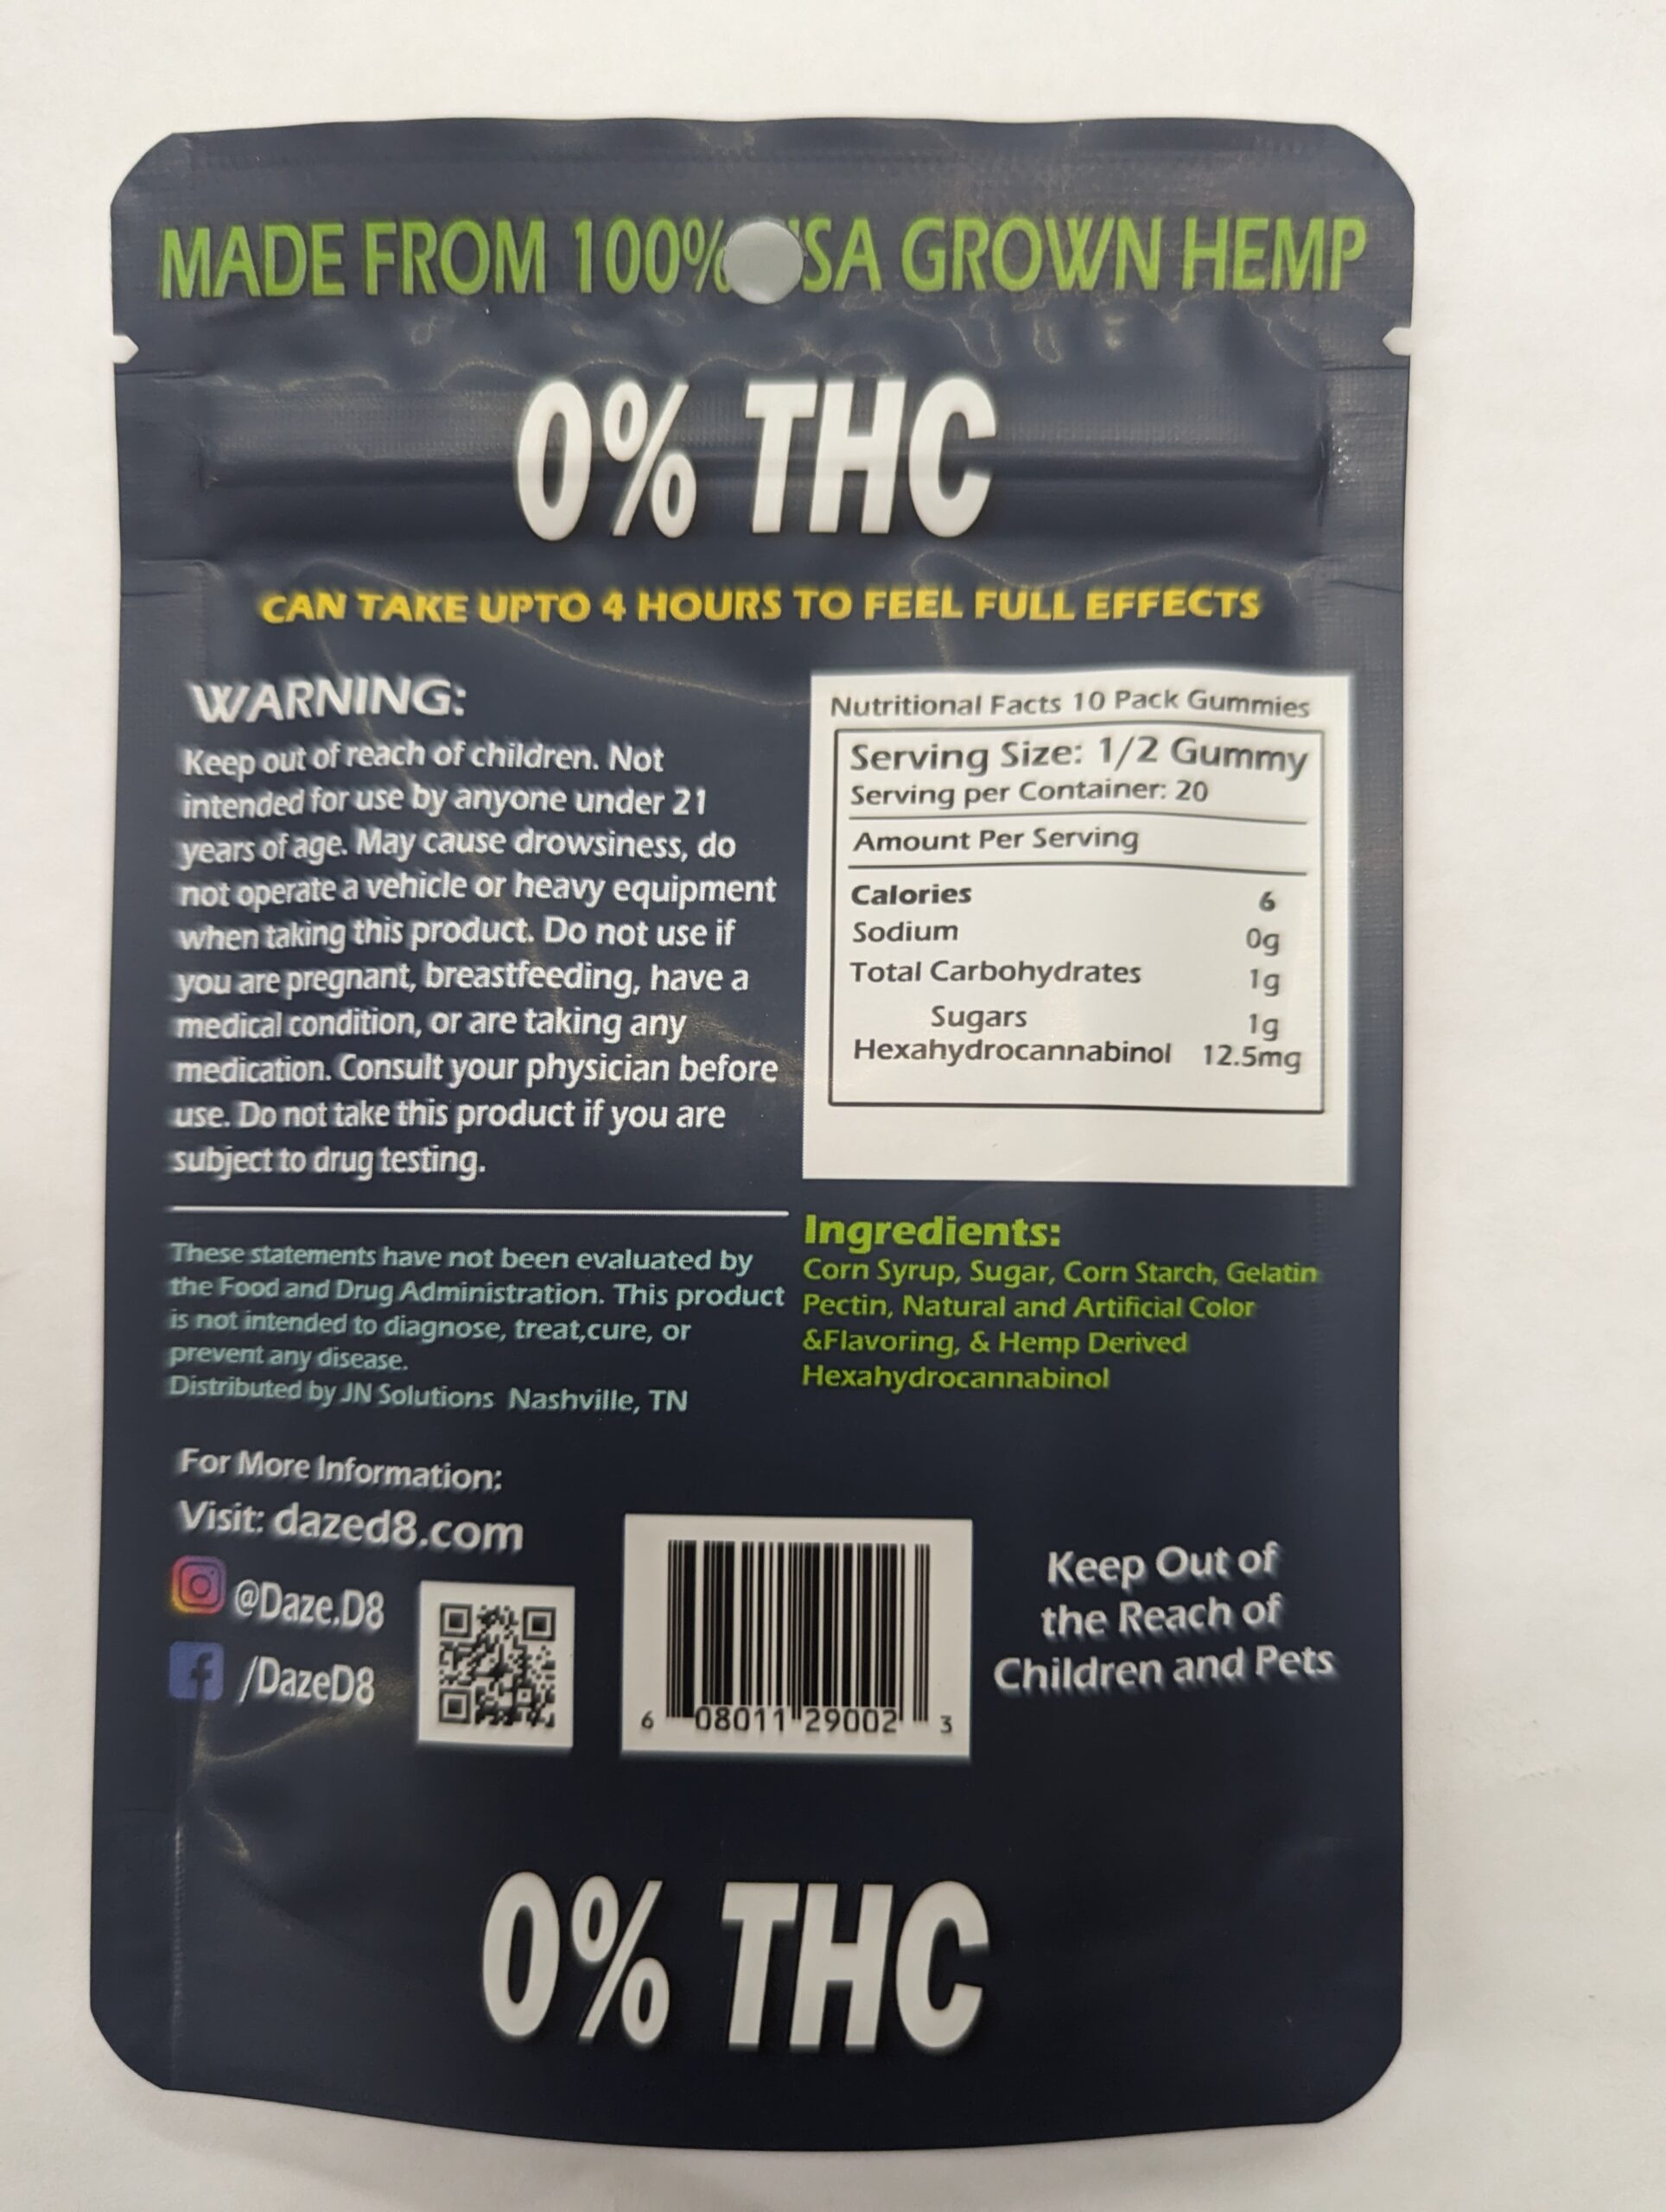 MADE FROM 100% USA GROWN HEMP
0% THC
CAN TAKE UPTO 4 HOURS TO FEEL FULL EFFECTS
WARNING:
Keep out of reach of children. Not
intended for use by anyone under 21
years of age. May cause drowsiness, do
not operate a vehicle or heavy equipment
when taking this product. Do not use if
you are pregnant, breastfeeding, have a
medical condition, or are taking any
medication. Consult your physician before
use. Do not take this product if you are
subject to drug testing.
These statements have not been evaluated by
the Food and Drug Administration. This product
is not intended to diagnose, treat,cure, or
prevent any disease.
Distributed by JN Solutions Nashville, TN
Nutritional Facts 10 Pack Gummies
Serving Size: 1/2 Gummy
Serving per Container: 20
Amount Per Serving
Calories 6
Sodium 0g
Total Carbohydrates 1g
Sugars 1g
Hexahydrocannabinol 12.5mg
Ingredients:
Corn Syrup, Sugar, Corn Starch, Gelatin
Pectin, Natural and Artificial Color
&Flavoring, & Hemp Derived
Hexahydrocannabinol
For More Information:
Visit: dazed8.com
@Daze.D8
/DazeD8
6 08011 29002 3
Keep Out of
the Reach of
Children and Pets
0% THC